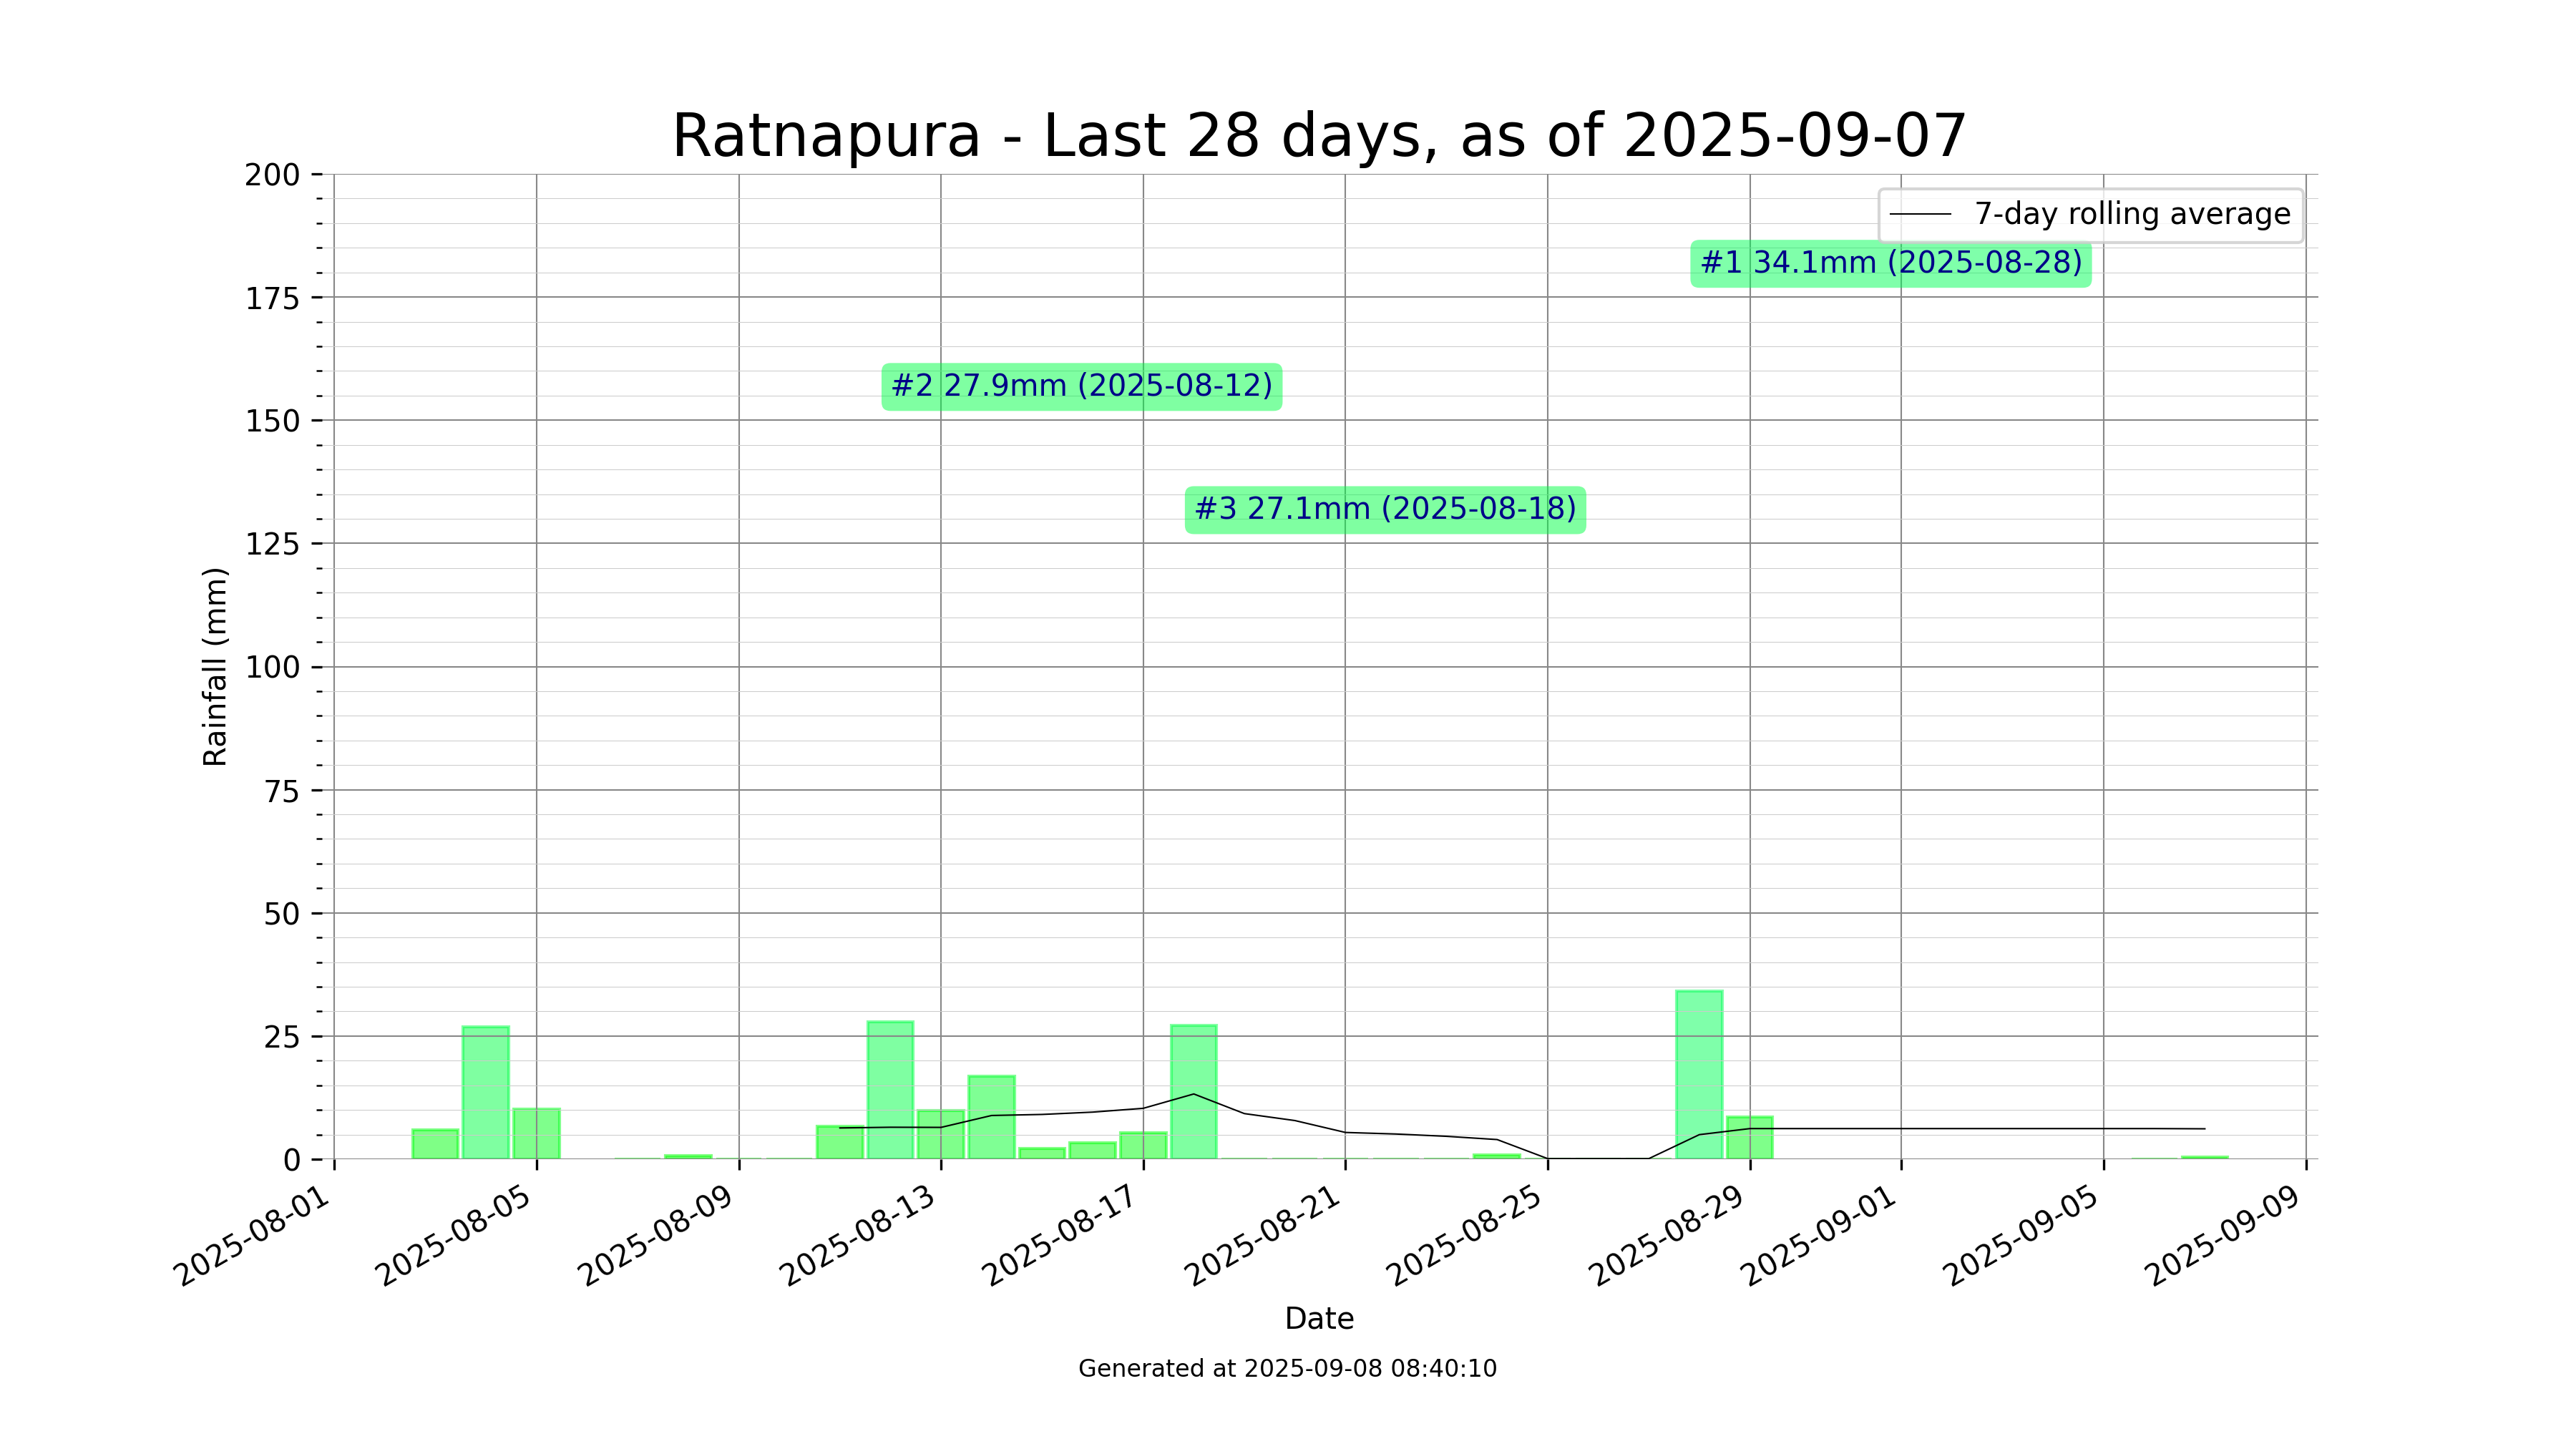 Ratnapura - Last 28 days, as of 2025-09-07
7-day rolling average
#1 34.1mm (2025-08-28)
#2 27.9mm (2025-08-12)
#3 27.1mm (2025-08-18)
Rainfall (mm)
200
175
150
125
100
75
50
25
0
2025-08-01
2025-08-05
2025-08-09
2025-08-13
2025-08-17
2025-08-21
2025-08-25
2025-08-29
2025-09-01
2025-09-05
2025-09-09
Date
Generated at 2025-09-08 08:40:10